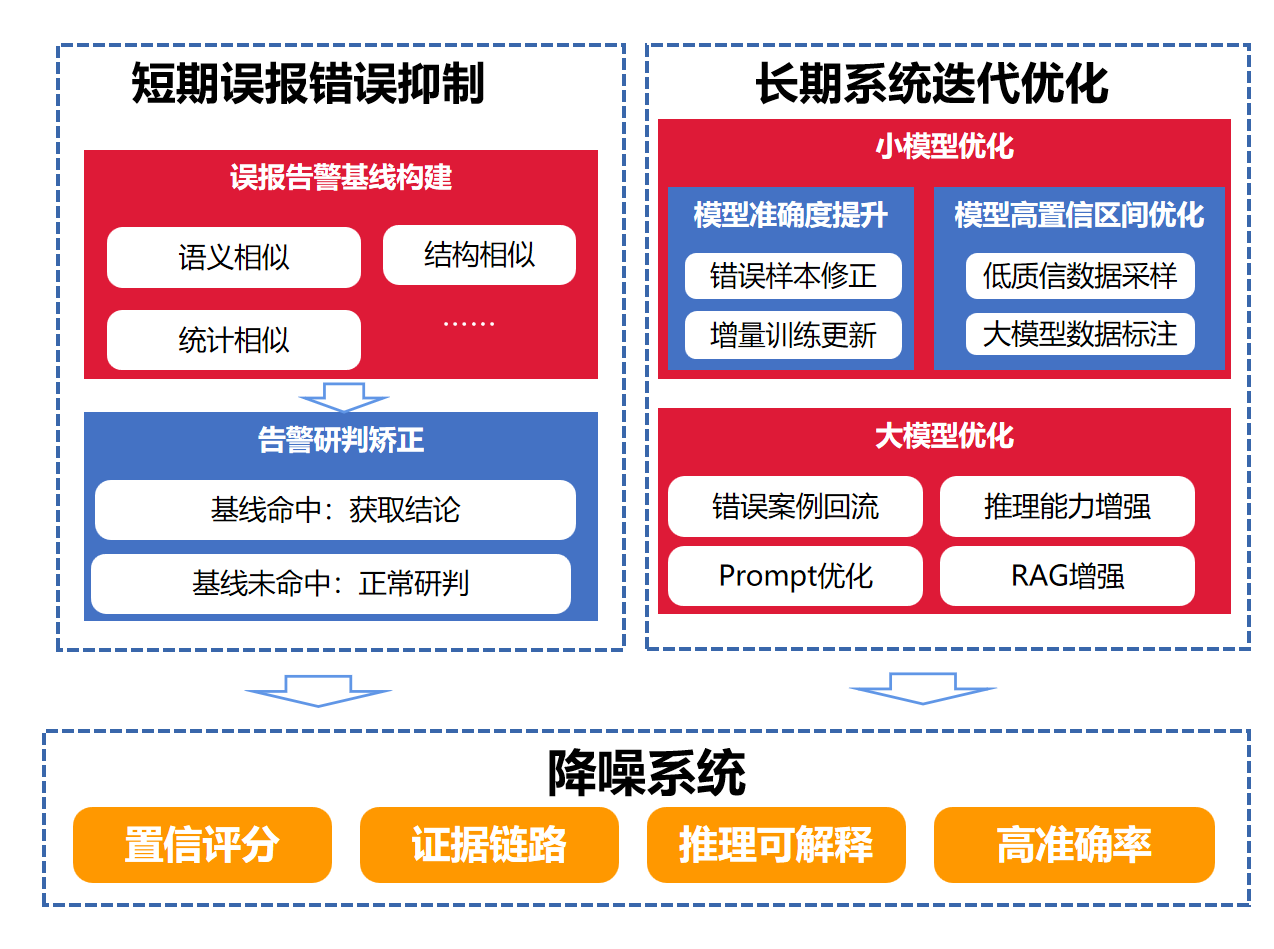 短期误报错误抑制
误报告警基线构建
语义相似
结构相似
统计相似
……
告警研判矫正
基线命中：获取结论
基线未命中：正常研判
长期系统迭代优化
小模型优化
模型准确度提升
错误样本修正
增量训练更新
模型高置信区间优化
低质信数据采样
大模型数据标注
大模型优化
错误案例回流
推理能力增强
Prompt优化
RAG增强
降噪系统
置信评分
证据链路
推理可解释
高准确率